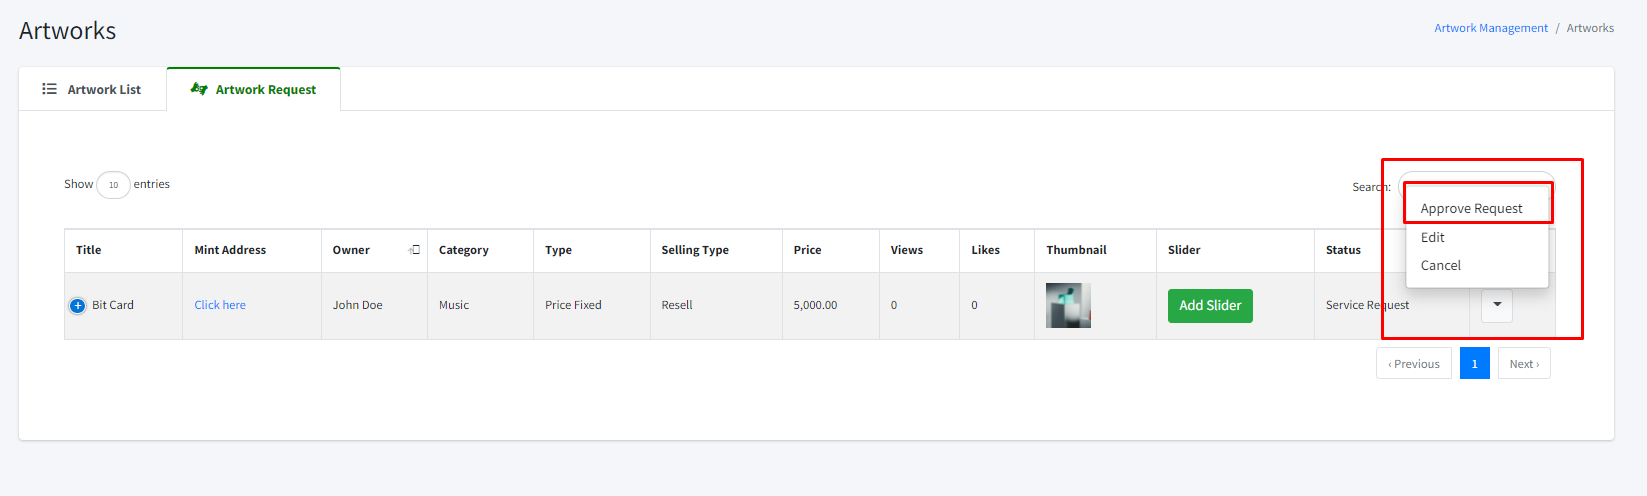 Artworks
Artwork Management / Artworks
Artwork List
Artwork Request
Show 10 entries
Search:
Approve Request
Edit
Cancel
Title Mint Address Owner Category Type Selling Type Price Views Likes Thumbnail Slider Status
Bit Card Click here John Doe Music Price Fixed Resell 5,000.00 0 0 Add Slider Service Request
‹ Previous 1 Next ›